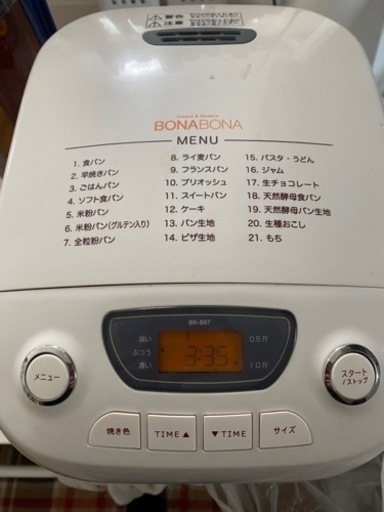 警告
注意
Simple & Modern
BONABONA
MENU
1. 食パン
2. 早焼きパン
3. ごはんパン
4. ソフト食パン
5. 米粉パン
6. 米粉パン(グルテン入り)
7. 全粒粉パン
8. ライ麦パン
9. フランスパン
10. ブリオッシュ
11. スイートパン
12. ケーキ
13. パン生地
14. ピザ生地
15. パスタ・うどん
16. ジャム
17. 生チョコレート
18. 天然酵母食パン
19. 天然酵母パン生地
20. 生種おこし
21. もち
BK-B67
淡い
ふつう
濃い
3:35
0.5斤
1.0斤
メニュー
スタート
/ストップ
焼き色
TIME▲
▼TIME
サイズ